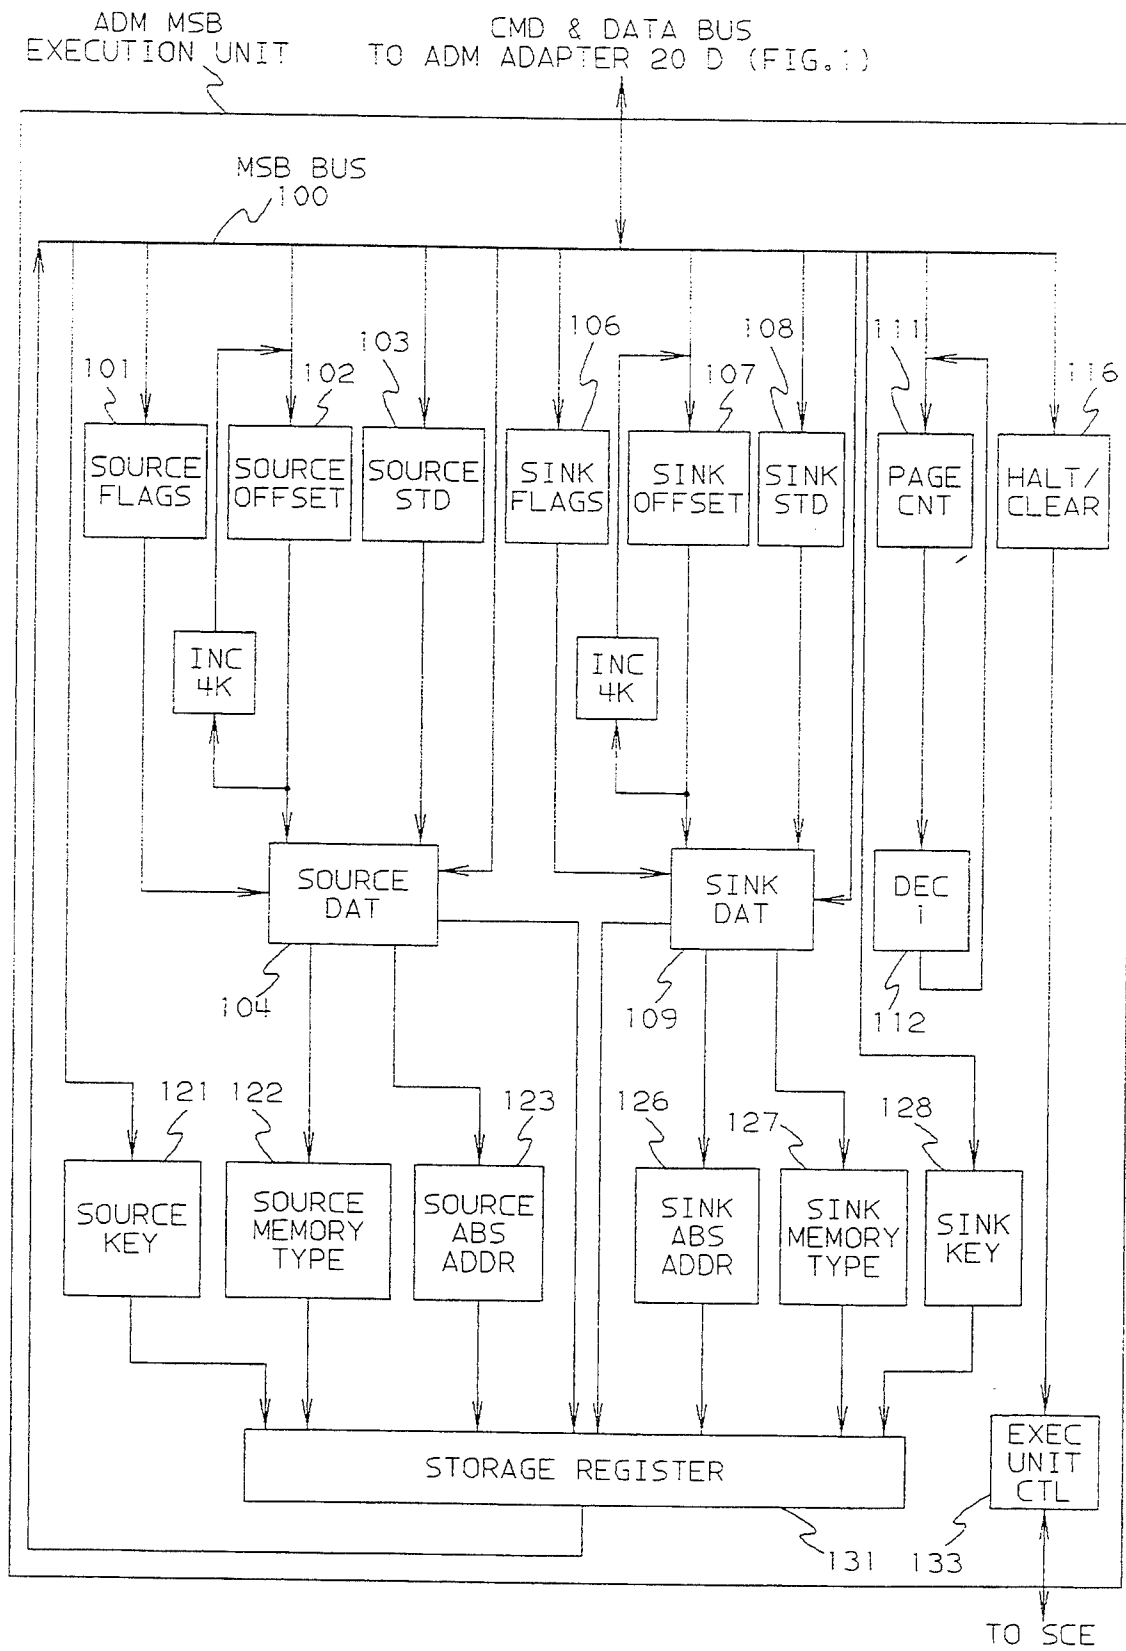 ADM MSB
EXECUTION UNIT
CMD & DATA BUS
TO ADM ADAPTER 20 D (FIG.1)
MSB BUS
100
101
102
103
106
107
108
111
116
SOURCE
FLAGS
SOURCE
OFFSET
SOURCE
STD
SINK
FLAGS
SINK
OFFSET
SINK
STD
PAGE
CNT
HALT/
CLEAR
INC
4K
INC
4K
SOURCE
DAT
SINK
DAT
DEC
1
104
109
112
121
122
123
126
127
128
SOURCE
KEY
SOURCE
MEMORY
TYPE
SOURCE
ABS
ADDR
SINK
ABS
ADDR
SINK
MEMORY
TYPE
SINK
KEY
STORAGE REGISTER
EXEC
UNIT
CTL
131
133
TO SCE